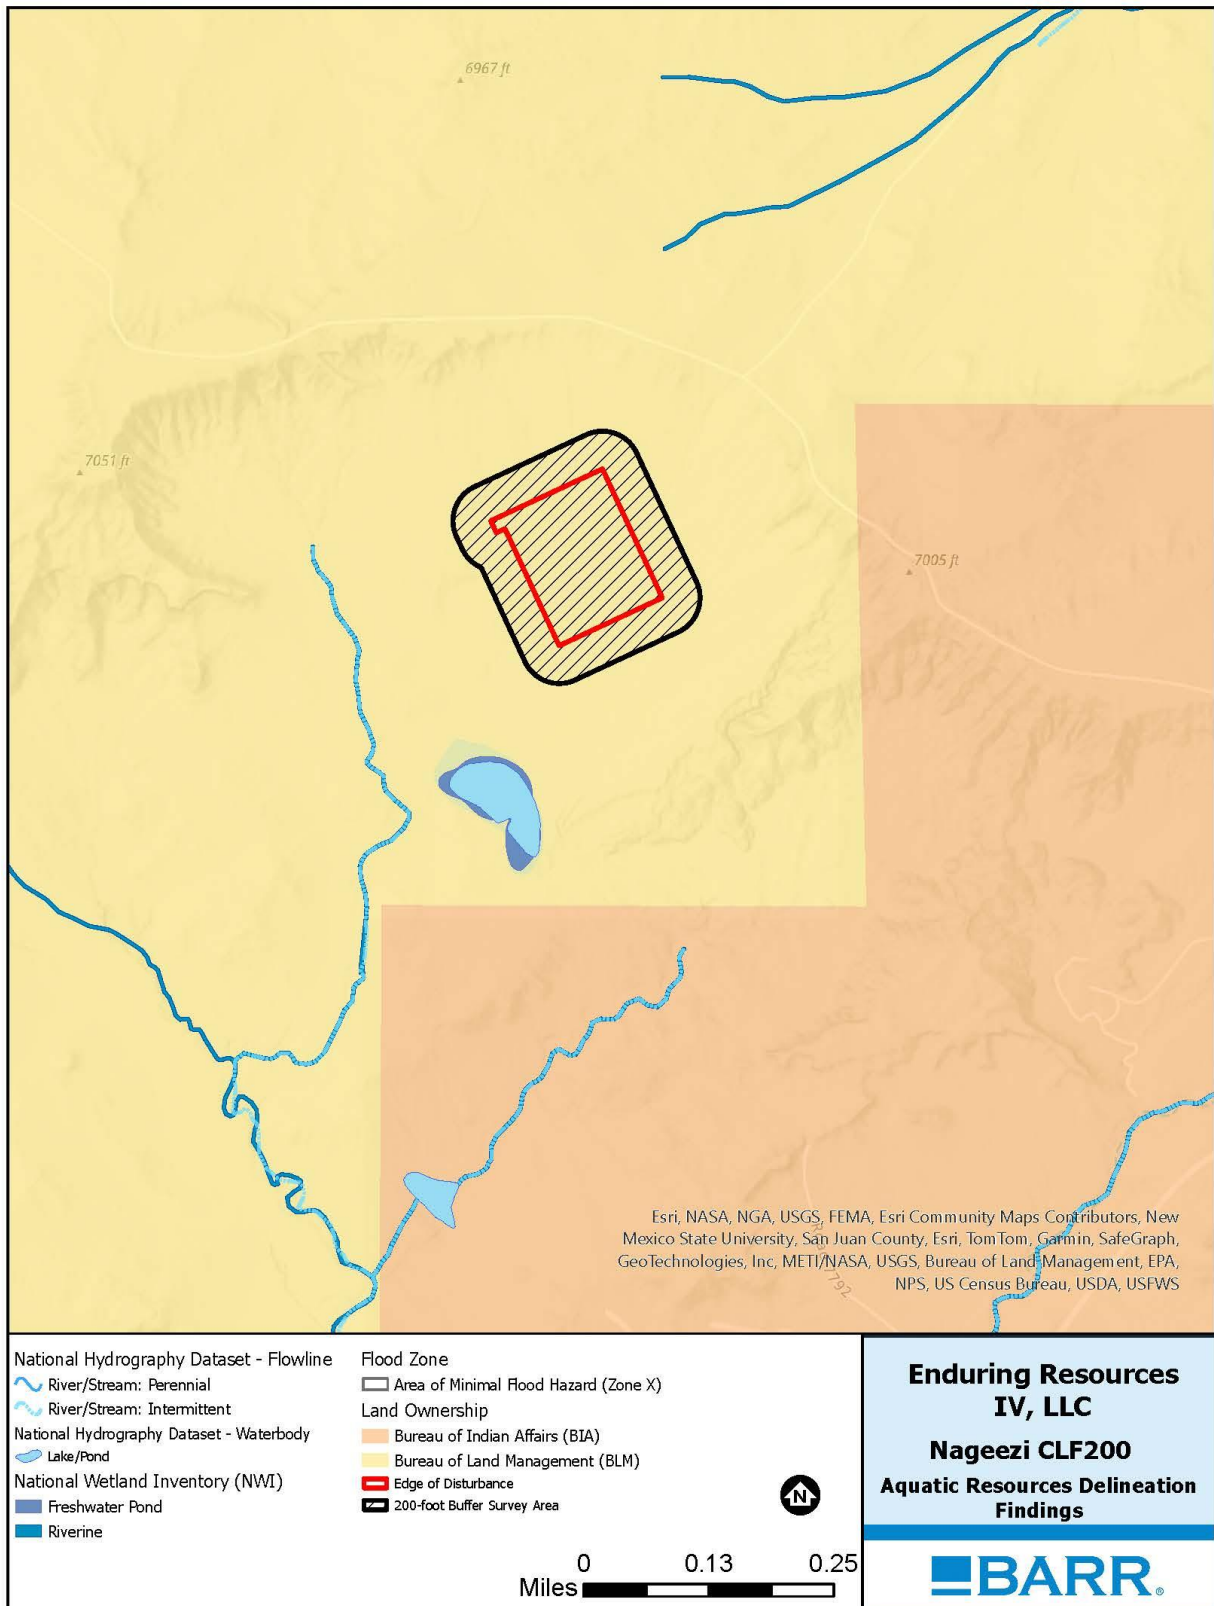 6967 ft
7051 ft
7005 ft
Esri, NASA, NGA, USGS, FEMA, Esri Community Maps Contributors, New
Mexico State University, San Juan County, Esri, TomTom, Garmin, SafeGraph,
GeoTechnologies, Inc, METI/NASA, USGS, Bureau of Land Management, EPA,
NPS, US Census Bureau, USDA, USFWS
Road 7792
National Hydrography Dataset - Flowline
River/Stream: Perennial
River/Stream: Intermittent
National Hydrography Dataset - Waterbody
Lake/Pond
National Wetland Inventory (NWI)
Freshwater Pond
Riverine
Flood Zone
Area of Minimal Flood Hazard (Zone X)
Land Ownership
Bureau of Indian Affairs (BIA)
Bureau of Land Management (BLM)
Edge of Disturbance
200-foot Buffer Survey Area
N
0 0.13 0.25
Miles
Enduring Resources
IV, LLC
Nageezi CLF200
Aquatic Resources Delineation
Findings
BARR®